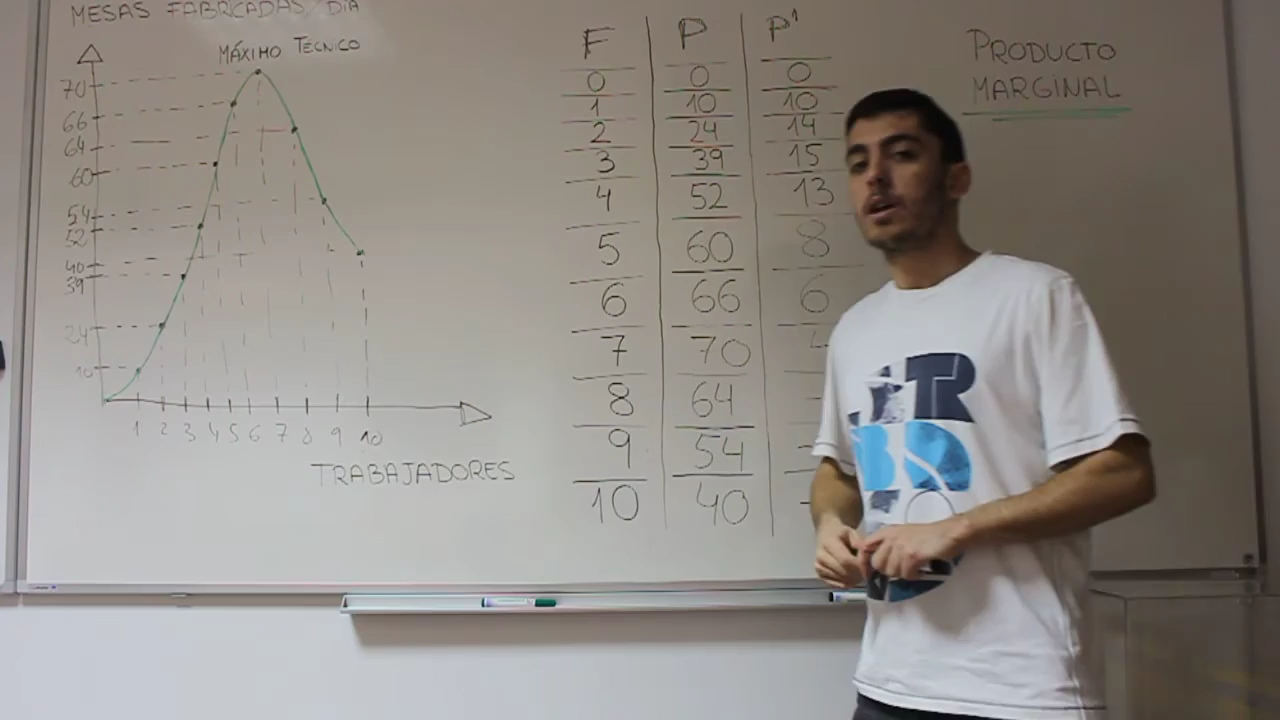 MESAS FABRICADAS/DÍA
MÁXIMO TÉCNICO
70
66
64
60
54
52
40
39
24
10
1 2 3 4 5 6 7 8 9 10
TRABAJADORES
F P P'
0 0 0
1 10 10
2 24 14
3 39 15
4 52 13
5 60 8
6 66 6
7 70
8 64
9 54
10 40
PRODUCTO
MARGINAL